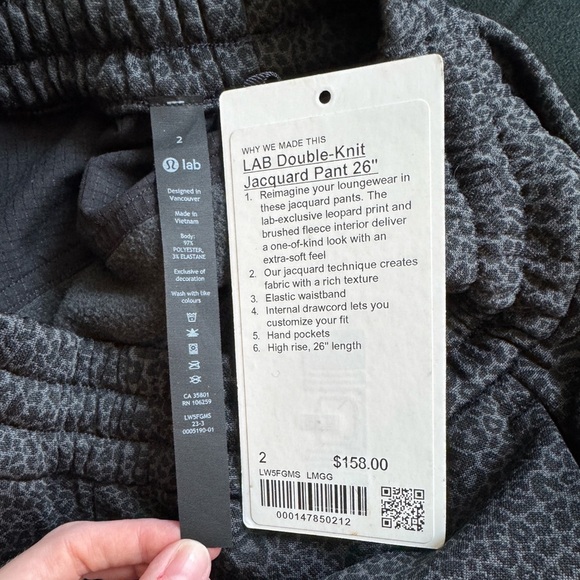 2
lab
Designed in
Vancouver
Made in
Vietnam
Body:
97%
POLYESTER,
3% ELASTANE
Exclusive of
decoration
Wash with like
colours
CA 35801
RN 106259
LW5FGMS
23-3
0005190-01
WHY WE MADE THIS
LAB Double-Knit
Jacquard Pant 26"
1. Reimagine your loungewear in
these jacquard pants. The
lab-exclusive leopard print and
brushed fleece interior deliver
a one-of-kind look with an
extra-soft feel
2. Our jacquard technique creates
fabric with a rich texture
3. Elastic waistband
4. Internal drawcord lets you
customize your fit
5. Hand pockets
6. High rise, 26" length
2 $158.00
LW5FGMS LMGG
000147850212